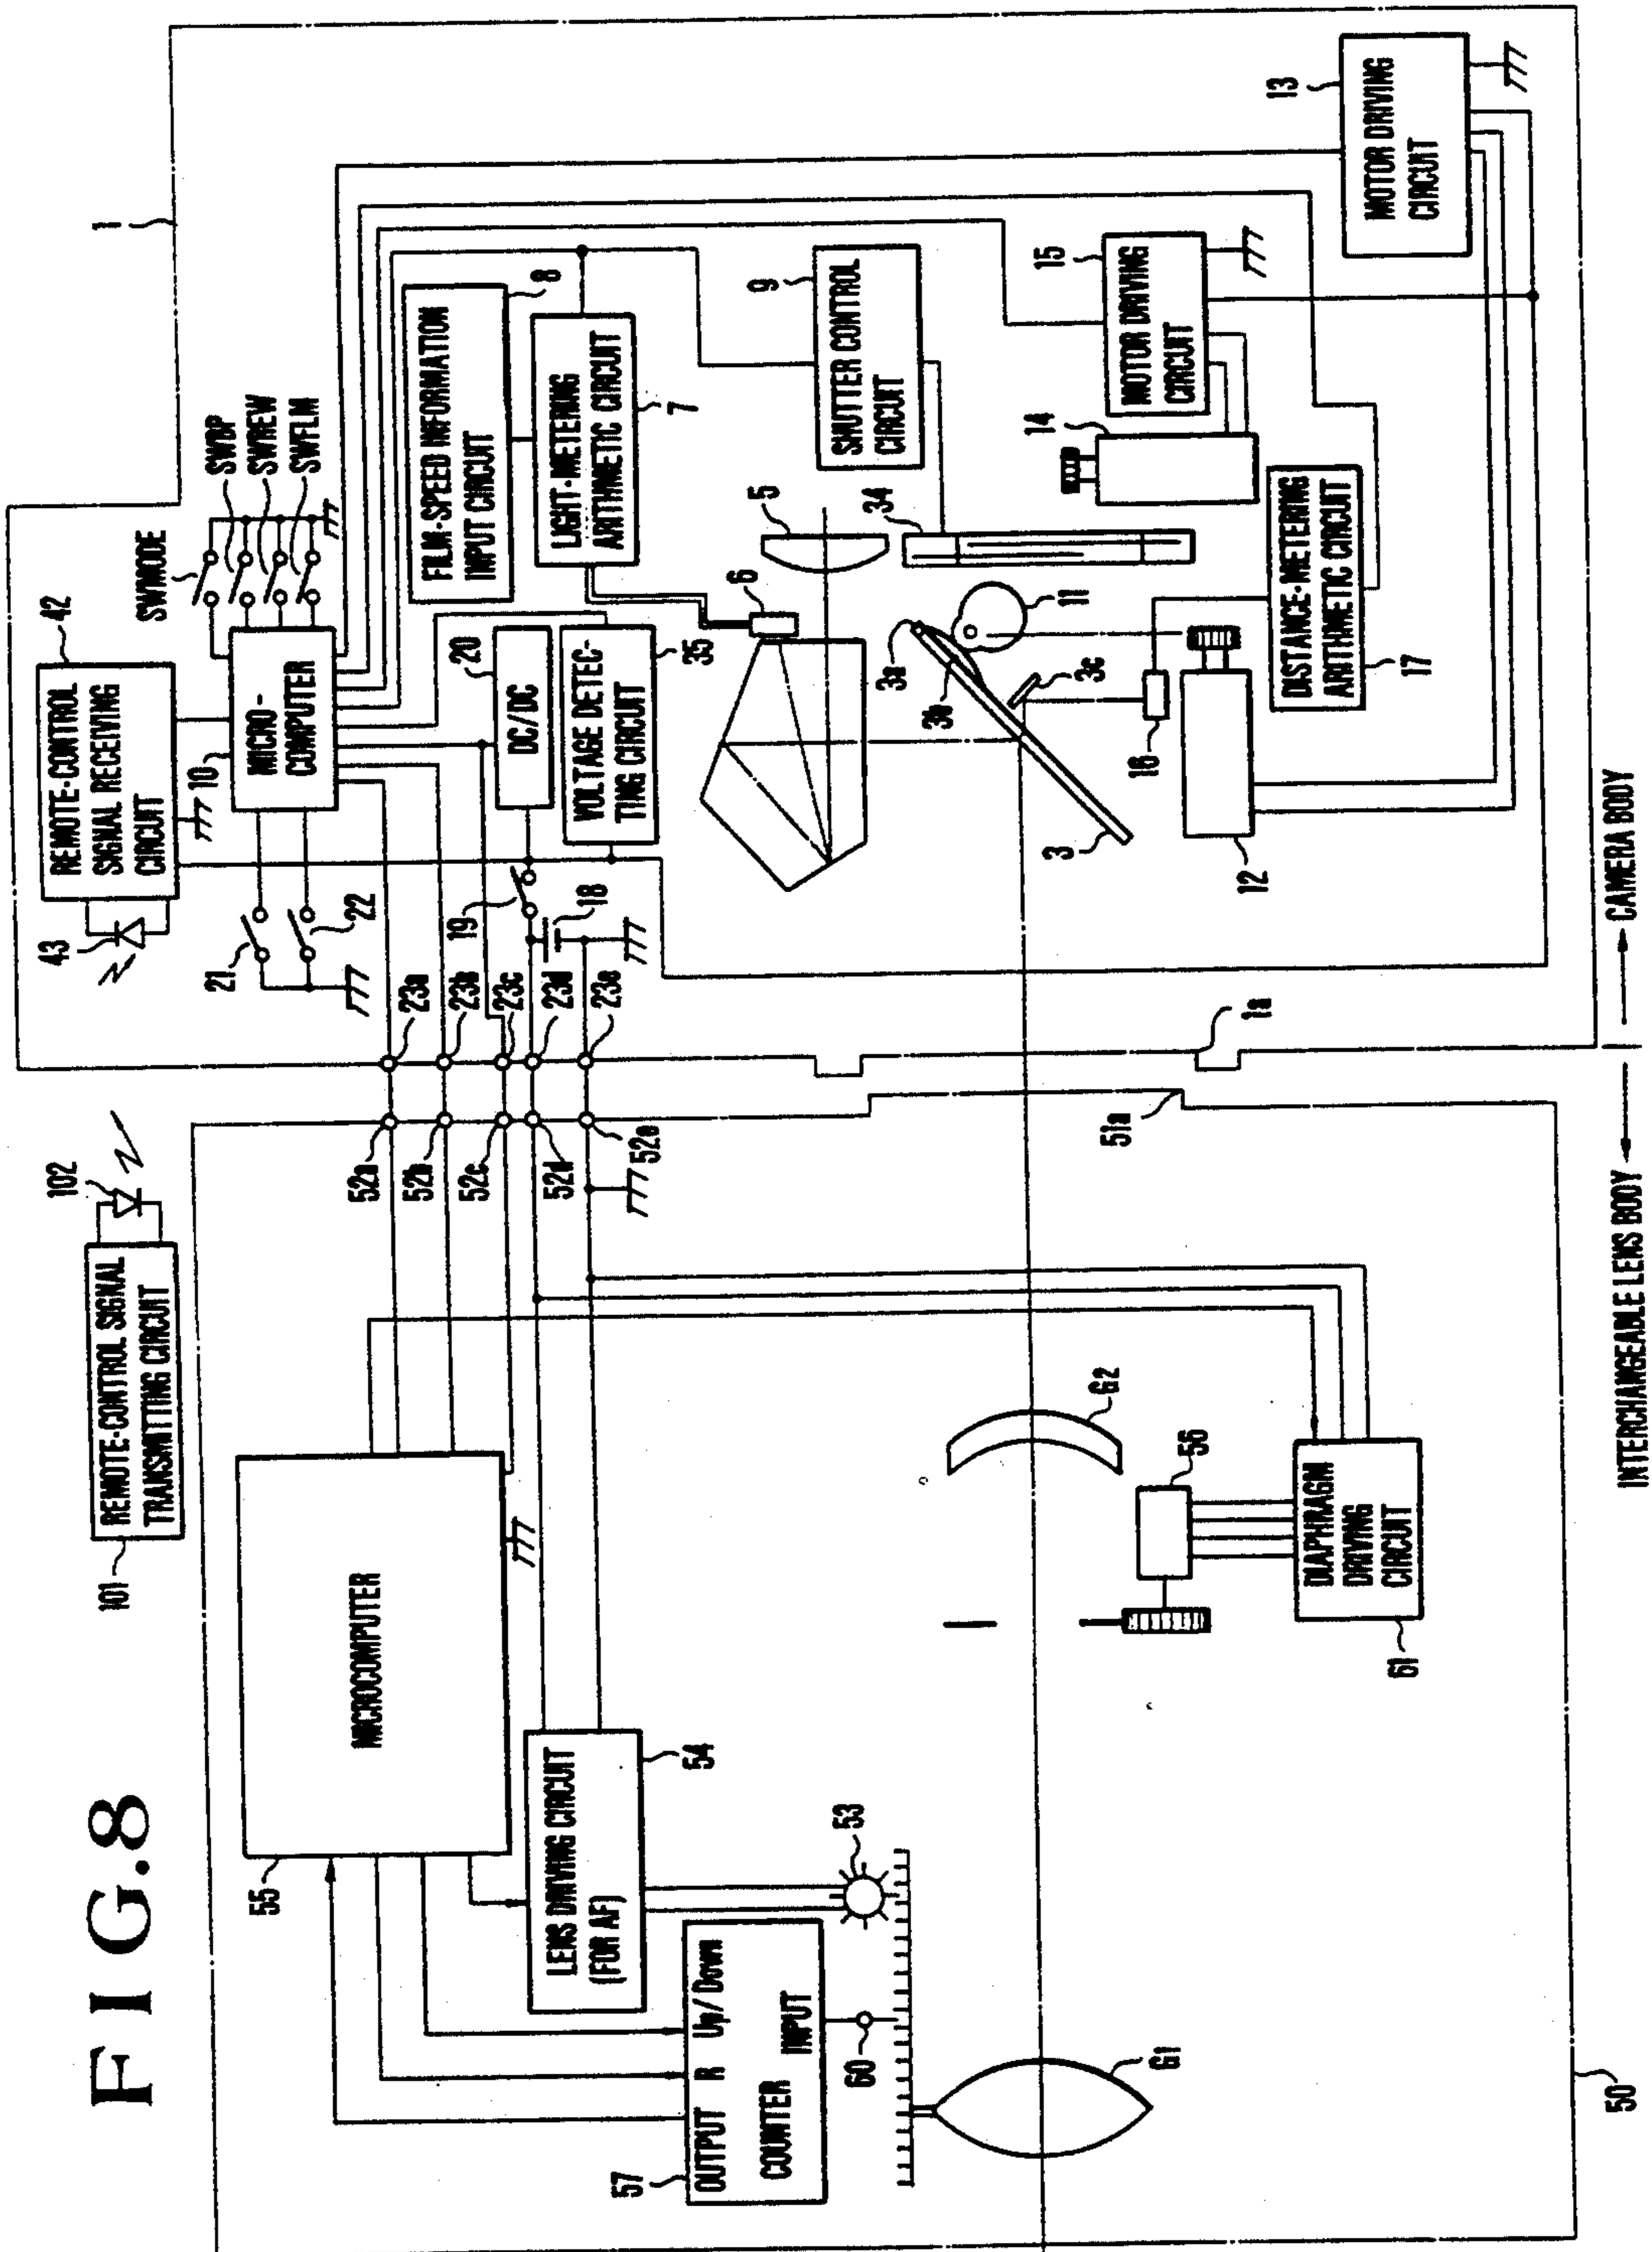 FIG.8
101
REMOTE-CONTROL SIGNAL
TRANSMITTING CIRCUIT
102
43
REMOTE-CONTROL
SIGNAL RECEIVING
CIRCUIT
42
SWMODE
SWBP
SWREW
SWFLM
1
10
MICRO-
COMPUTER
21
22
55
MICROCOMPUTER
52a
52b
52c
52d
52e
23a
23b
23c
23d
23e
19
18
20
DC/DC
VOLTAGE DETEC-
TING CIRCUIT
35
FILM-SPEED INFORMATION
INPUT CIRCUIT
8
LIGHT-METERING
ARITHMETIC CIRCUIT
7
LENS DRIVING CIRCUIT
(FOR AF)
54
57
OUTPUT R Up/Down
COUNTER
INPUT
60
53
6
5
9
SHUTTER CONTROL
CIRCUIT
34
3a
3b
3c
3
11
G1
G2
16
12
14
15
MOTOR DRIVING
CIRCUIT
DISTANCE-METERING
ARITHMETIC CIRCUIT
17
13
MOTOR DRIVING
CIRCUIT
56
DIAPHRAGM
DRIVING
CIRCUIT
61
51a
1a
50
INTERCHANGEABLE LENS BODY
CAMERA BODY